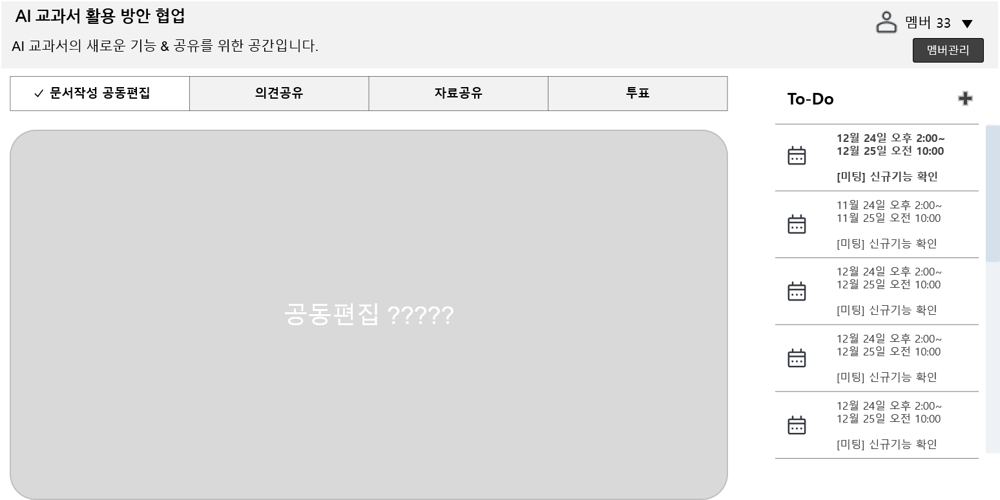 AI 교과서 활용 방안 협업
AI 교과서의 새로운 기능 & 공유를 위한 공간입니다.
멤버 33 ▼
멤버관리
✓ 문서작성 공동편집
의견공유
자료공유
투표
공동편집 ?????
To-Do
12월 24일 오후 2:00~
12월 25일 오전 10:00
[미팅] 신규기능 확인
11월 24일 오후 2:00~
11월 25일 오전 10:00
[미팅] 신규기능 확인
12월 24일 오후 2:00~
12월 25일 오전 10:00
[미팅] 신규기능 확인
12월 24일 오후 2:00~
12월 25일 오전 10:00
[미팅] 신규기능 확인
12월 24일 오후 2:00~
12월 25일 오전 10:00
[미팅] 신규기능 확인